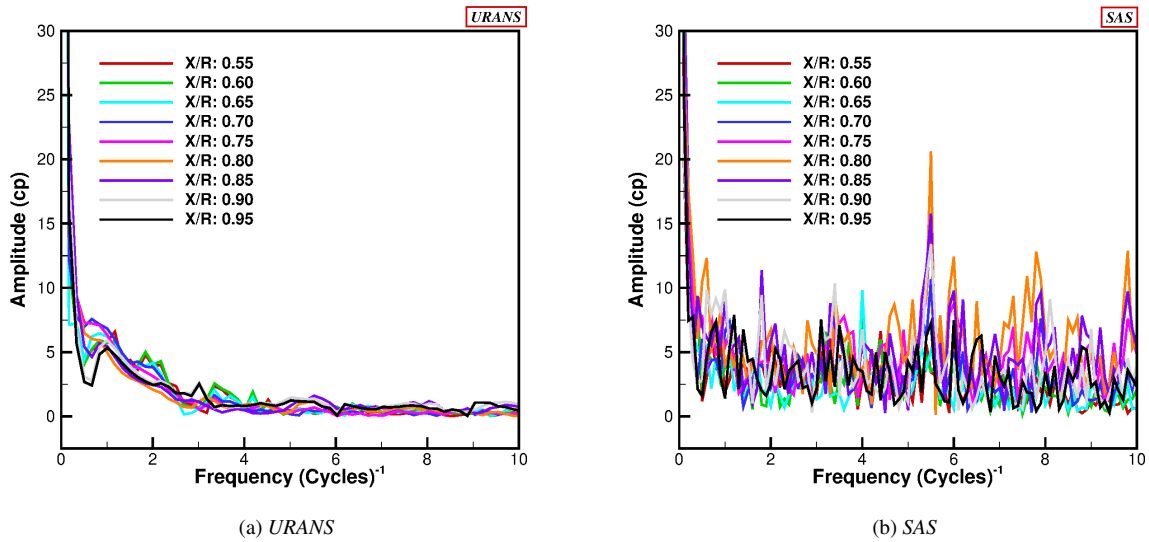 URANS
30
25
20
15
10
5
0
Amplitude (cp)
X/R: 0.55
X/R: 0.60
X/R: 0.65
X/R: 0.70
X/R: 0.75
X/R: 0.80
X/R: 0.85
X/R: 0.90
X/R: 0.95
0 2 4 6 8 10
Frequency (Cycles)-1
(a) URANS
SAS
30
25
20
15
10
5
0
Amplitude (cp)
X/R: 0.55
X/R: 0.60
X/R: 0.65
X/R: 0.70
X/R: 0.75
X/R: 0.80
X/R: 0.85
X/R: 0.90
X/R: 0.95
0 2 4 6 8 10
Frequency (Cycles)-1
(b) SAS